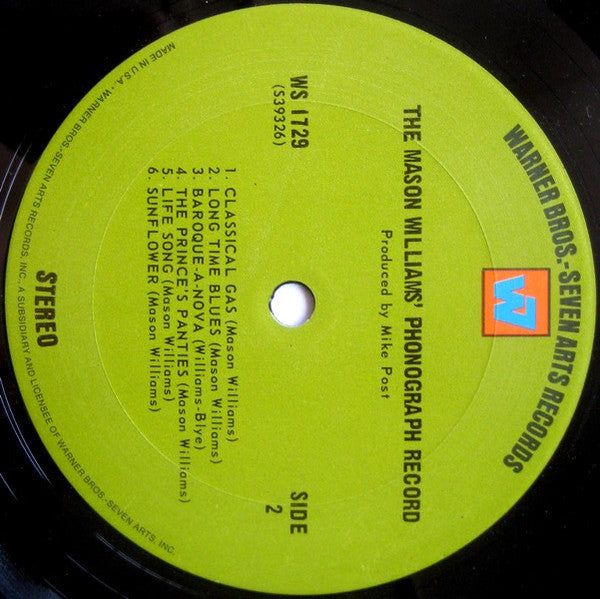 WARNER BROS.-SEVEN ARTS RECORDS
W
THE MASON WILLIAMS' PHONOGRAPH RECORD
Produced by Mike Post
WS 1729
(S39326)
SIDE
2
1. CLASSICAL GAS (Mason Williams)
2. LONG TIME BLUES (Mason Williams)
3. BAROQUE-A-NOVA (Williams-Blye)
4. THE PRINCE'S PANTIES (Mason Williams)
5. LIFE SONG (Mason Williams)
6. SUNFLOWER (Mason Williams)
STEREO
MADE IN U.S.A. • WARNER BROS.-SEVEN ARTS RECORDS, INC., A SUBSIDIARY AND LICENSEE OF WARNER BROS.-SEVEN ARTS, INC.